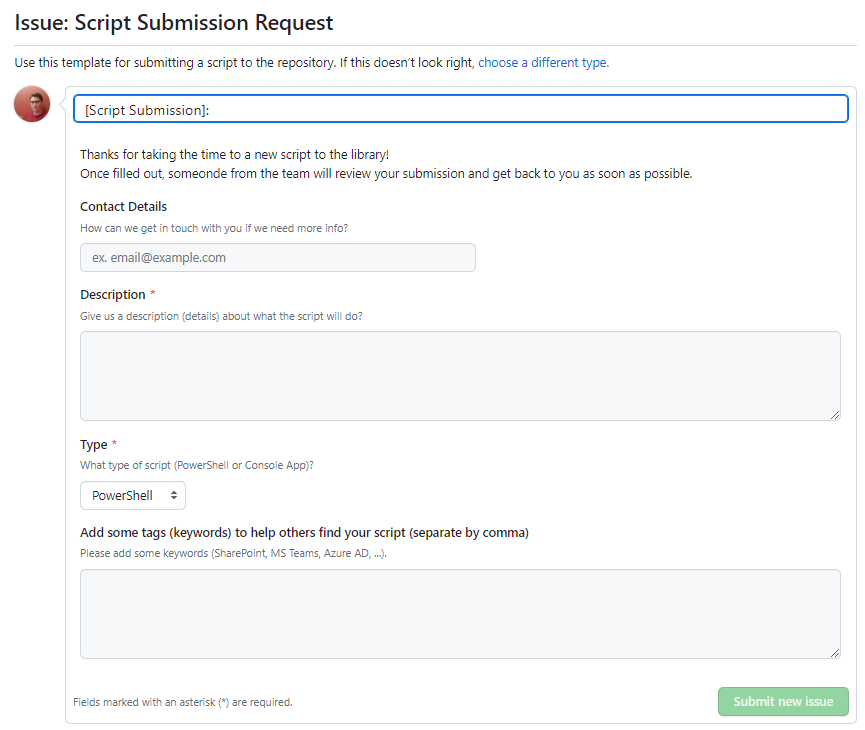 Issue: Script Submission Request
Use this template for submitting a script to the repository. If this doesn’t look right, choose a different type.
[Script Submission]:
Thanks for taking the time to a new script to the library!
Once filled out, someonde from the team will review your submission and get back to you as soon as possible.
Contact Details
How can we get in touch with you if we need more info?
ex. email@example.com
Description *
Give us a description (details) about what the script will do?
Type *
What type of script (PowerShell or Console App)?
PowerShell
Add some tags (keywords) to help others find your script (separate by comma)
Please add some keywords (SharePoint, MS Teams, Azure AD, ...).
Fields marked with an asterisk (*) are required.
Submit new issue